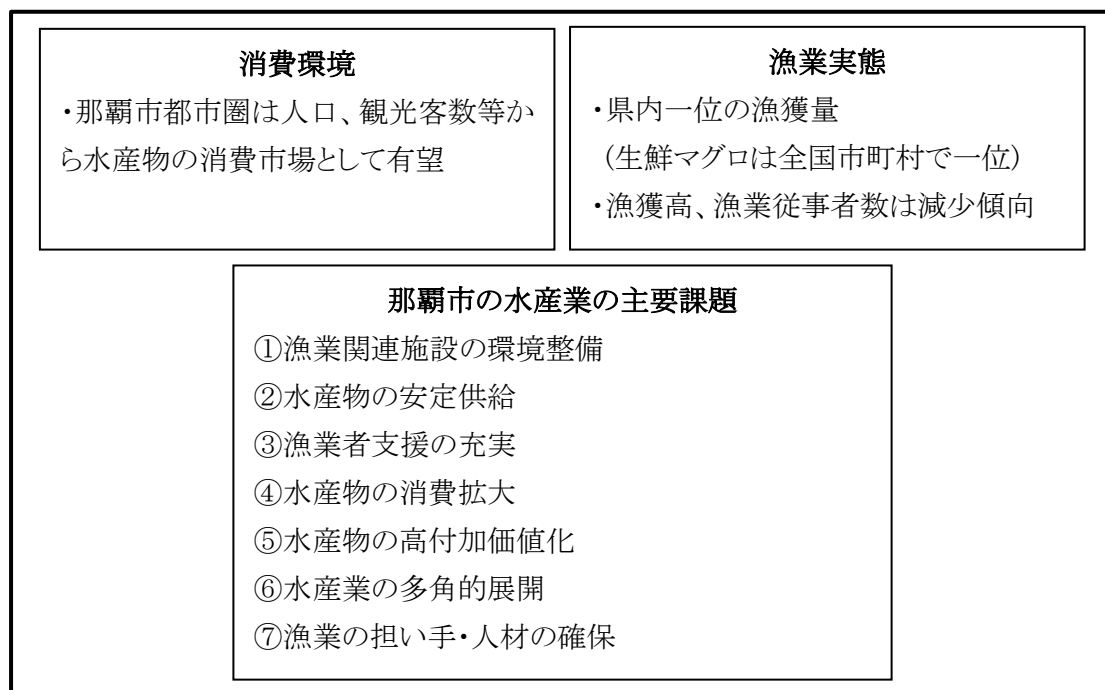 消費環境
・那覇市都市圏は人口、観光客数等か
ら水産物の消費市場として有望
漁業実態
・県内一位の漁獲量
（生鮮マグロは全国市町村で一位）
・漁獲高、漁業従事者数は減少傾向
那覇市の水産業の主要課題
①漁業関連施設の環境整備
②水産物の安定供給
③漁業者支援の充実
④水産物の消費拡大
⑤水産物の高付加価値化
⑥水産業の多角的展開
⑦漁業の担い手・人材の確保